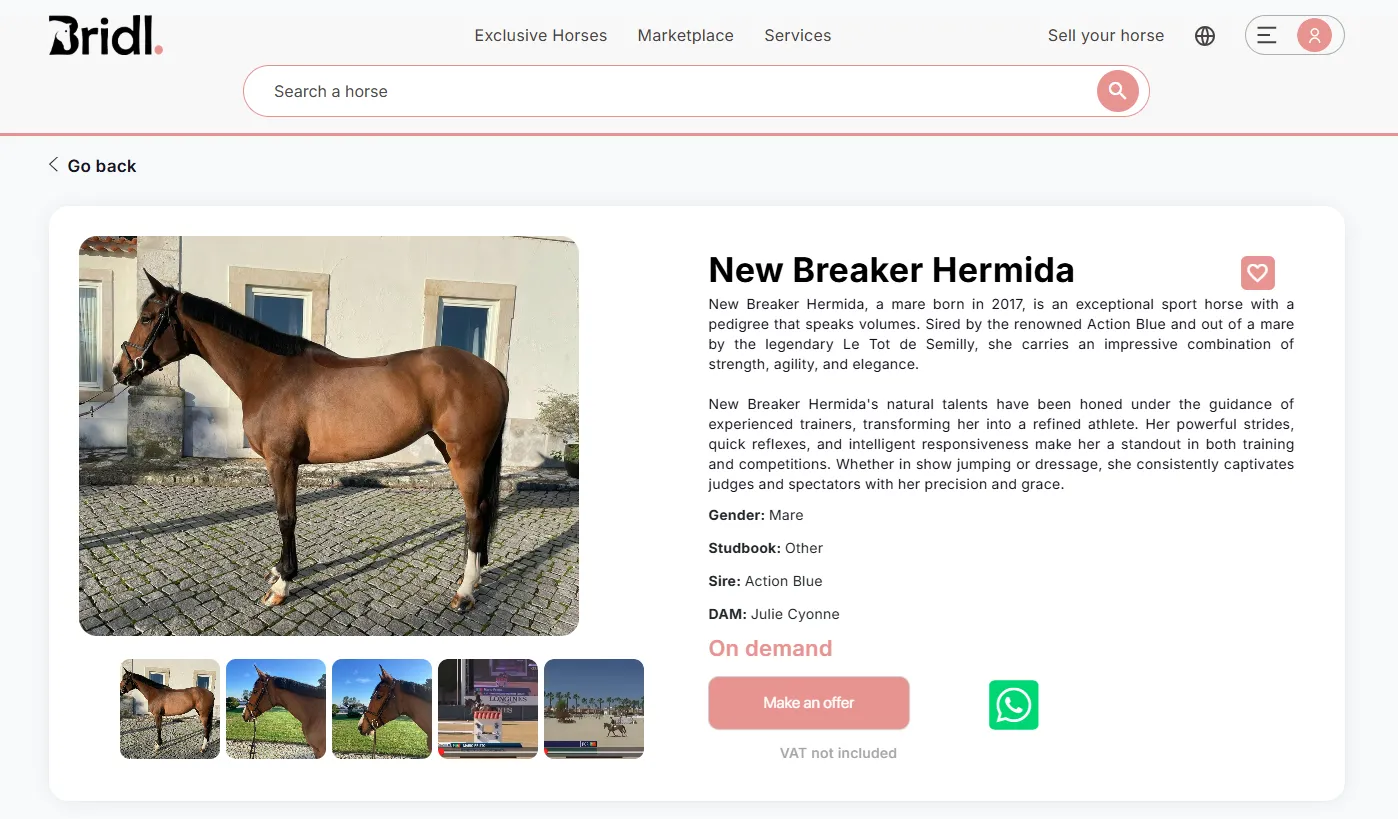 Bridl.
Exclusive Horses
Marketplace
Services
Sell your horse
Search a horse
Go back
New Breaker Hermida
New Breaker Hermida, a mare born in 2017, is an exceptional sport horse with a
pedigree that speaks volumes. Sired by the renowned Action Blue and out of a mare
by the legendary Le Tot de Semilly, she carries an impressive combination of
strength, agility, and elegance.
New Breaker Hermida's natural talents have been honed under the guidance of
experienced trainers, transforming her into a refined athlete. Her powerful strides,
quick reflexes, and intelligent responsiveness make her a standout in both training
and competitions. Whether in show jumping or dressage, she consistently captivates
judges and spectators with her precision and grace.
Gender: Mare
Studbook: Other
Sire: Action Blue
DAM: Julie Cyonne
On demand
Make an offer
VAT not included
LONGINES